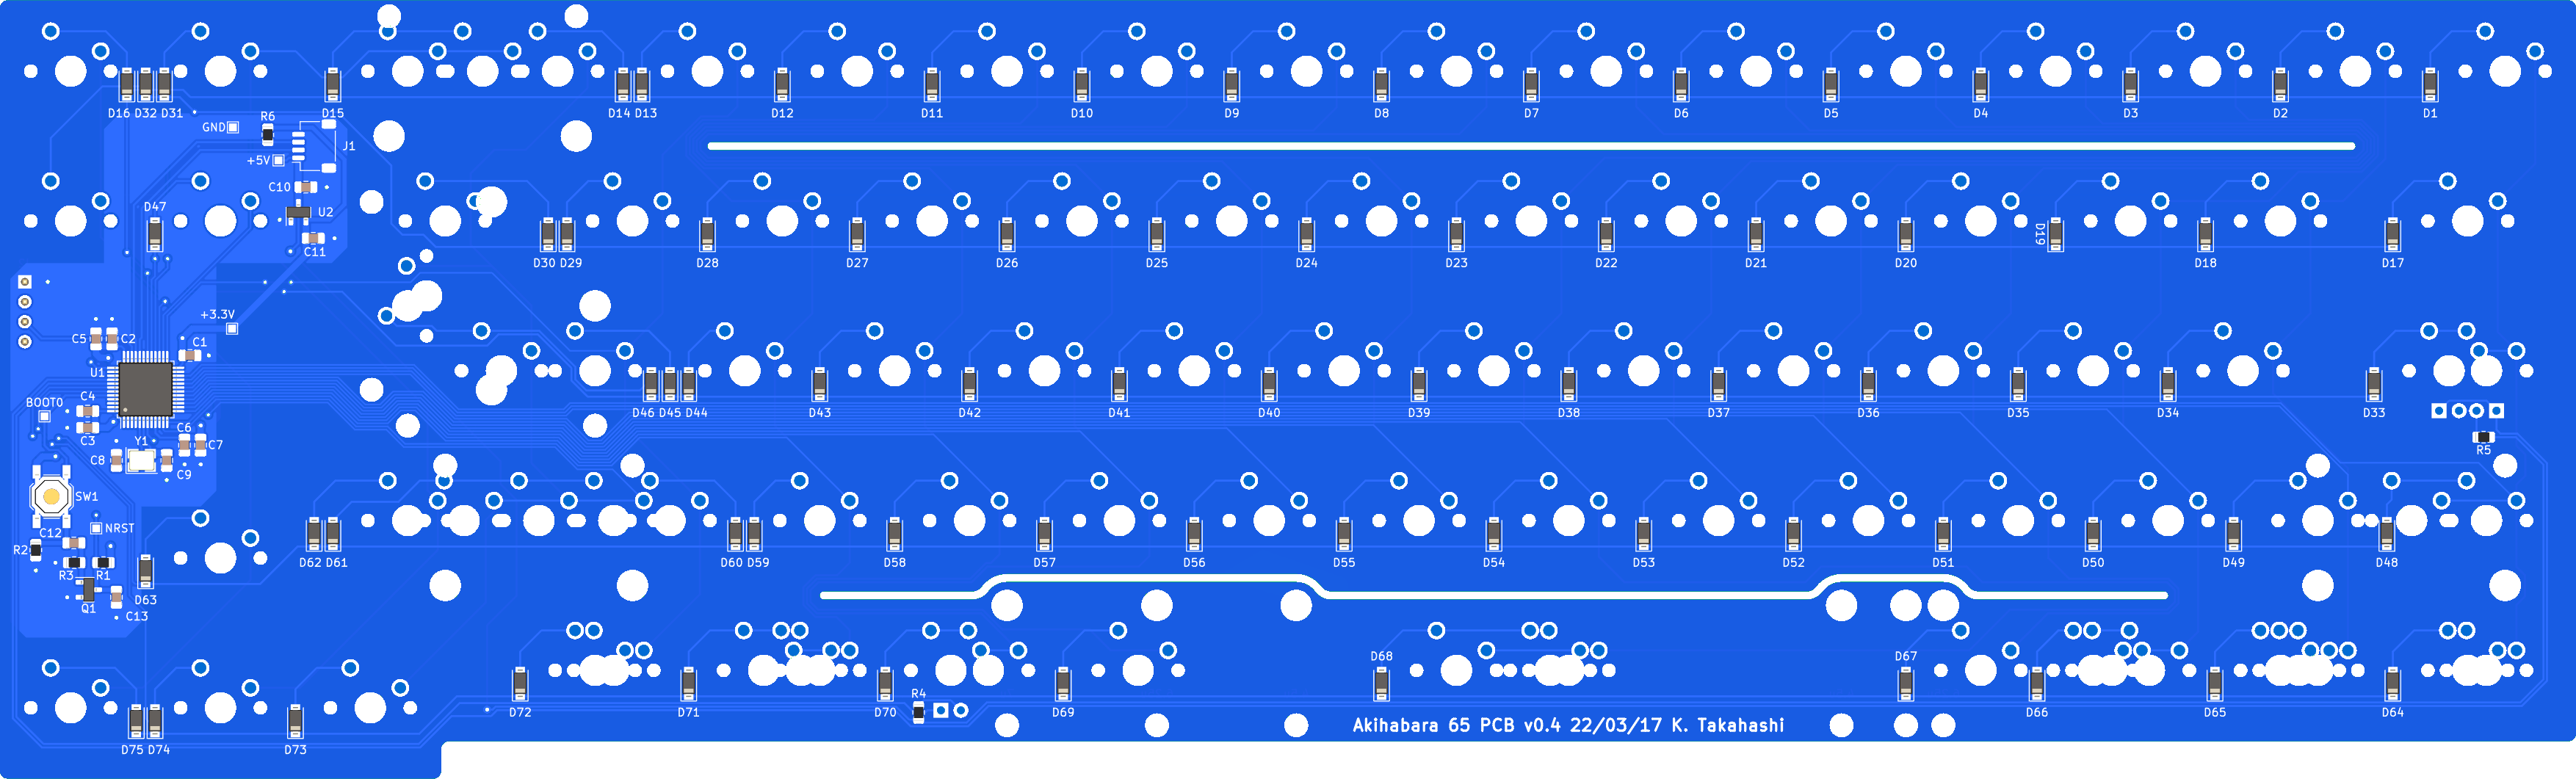 D16 D32 D31 D15 D14 D13 D12 D11 D10 D9 D8 D7 D6 D5 D4 D3 D2 D1
R6
GND
J1
+5V
C10
D47 U2
C11 D30 D29 D28 D27 D26 D25 D24 D23 D22 D21 D20 D19 D18 D17
+3.3V
C5 C2 C1
U1
C4
BOOT0
C3
D46 D45 D44 D43 D42 D41 D40 D39 D38 D37 D36 D35 D34 D33
C6
Y1 C7
R5
C8 C9
SW1
NRST
C12
R2
D62 D61 D60 D59 D58 D57 D56 D55 D54 D53 D52 D51 D50 D49 D48
R3 R1
D63
Q1
C13
D68 D67
R4
D72 D71 D70 D69 D66 D65 D64
Akihabara 65 PCB v0.4 22/03/17 K. Takahashi
D75 D74 D73